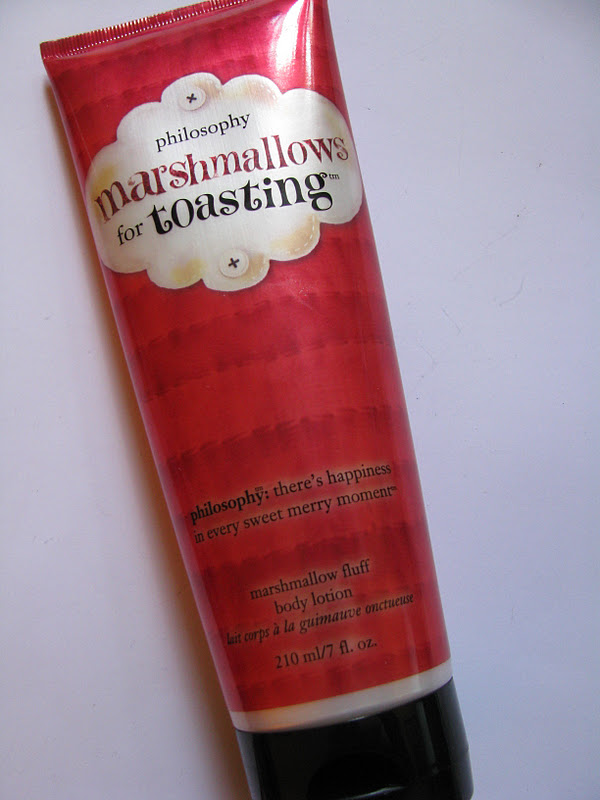 philosophy
marshmallows
for toasting™
philosophy™: there's happiness
in every sweet merry moment™
marshmallow fluff
body lotion
lait corps à la guimauve onctueuse
210 ml/7 fl. oz.